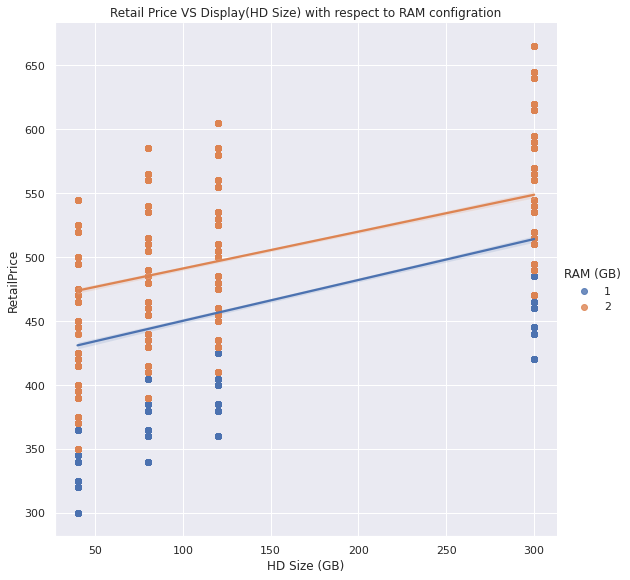 Retail Price VS Display(HD Size) with respect to RAM configration
650
600
550
500
450
400
350
300
RetailPrice
50 100 150 200 250 300
HD Size (GB)
RAM (GB)
1
2